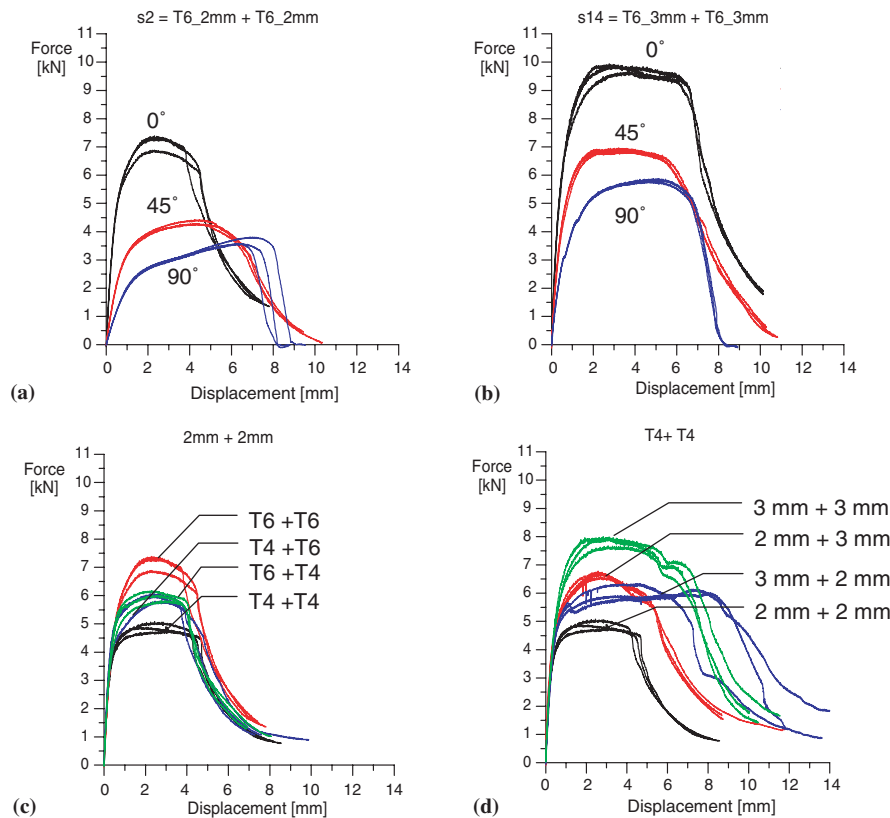 s2 = T6_2mm + T6_2mm
Force
[kN]
11
10
9
8
7
6
5
4
3
2
1
0
0°
45°
90°
0 2 4 6 8 10 12 14
Displacement [mm]
(a)
s14 = T6_3mm + T6_3mm
Force
[kN]
11
10
9
8
7
6
5
4
3
2
1
0
0°
45°
90°
0 2 4 6 8 10 12 14
Displacement [mm]
(b)
2mm + 2mm
Force
[kN]
11
10
9
8
7
6
5
4
3
2
1
0
T6 +T6
T4 +T6
T6 +T4
T4 +T4
0 2 4 6 8 10 12 14
Displacement [mm]
(c)
T4+ T4
Force
[kN]
11
10
9
8
7
6
5
4
3
2
1
0
3 mm + 3 mm
2 mm + 3 mm
3 mm + 2 mm
2 mm + 2 mm
0 2 4 6 8 10 12 14
Displacement [mm]
(d)